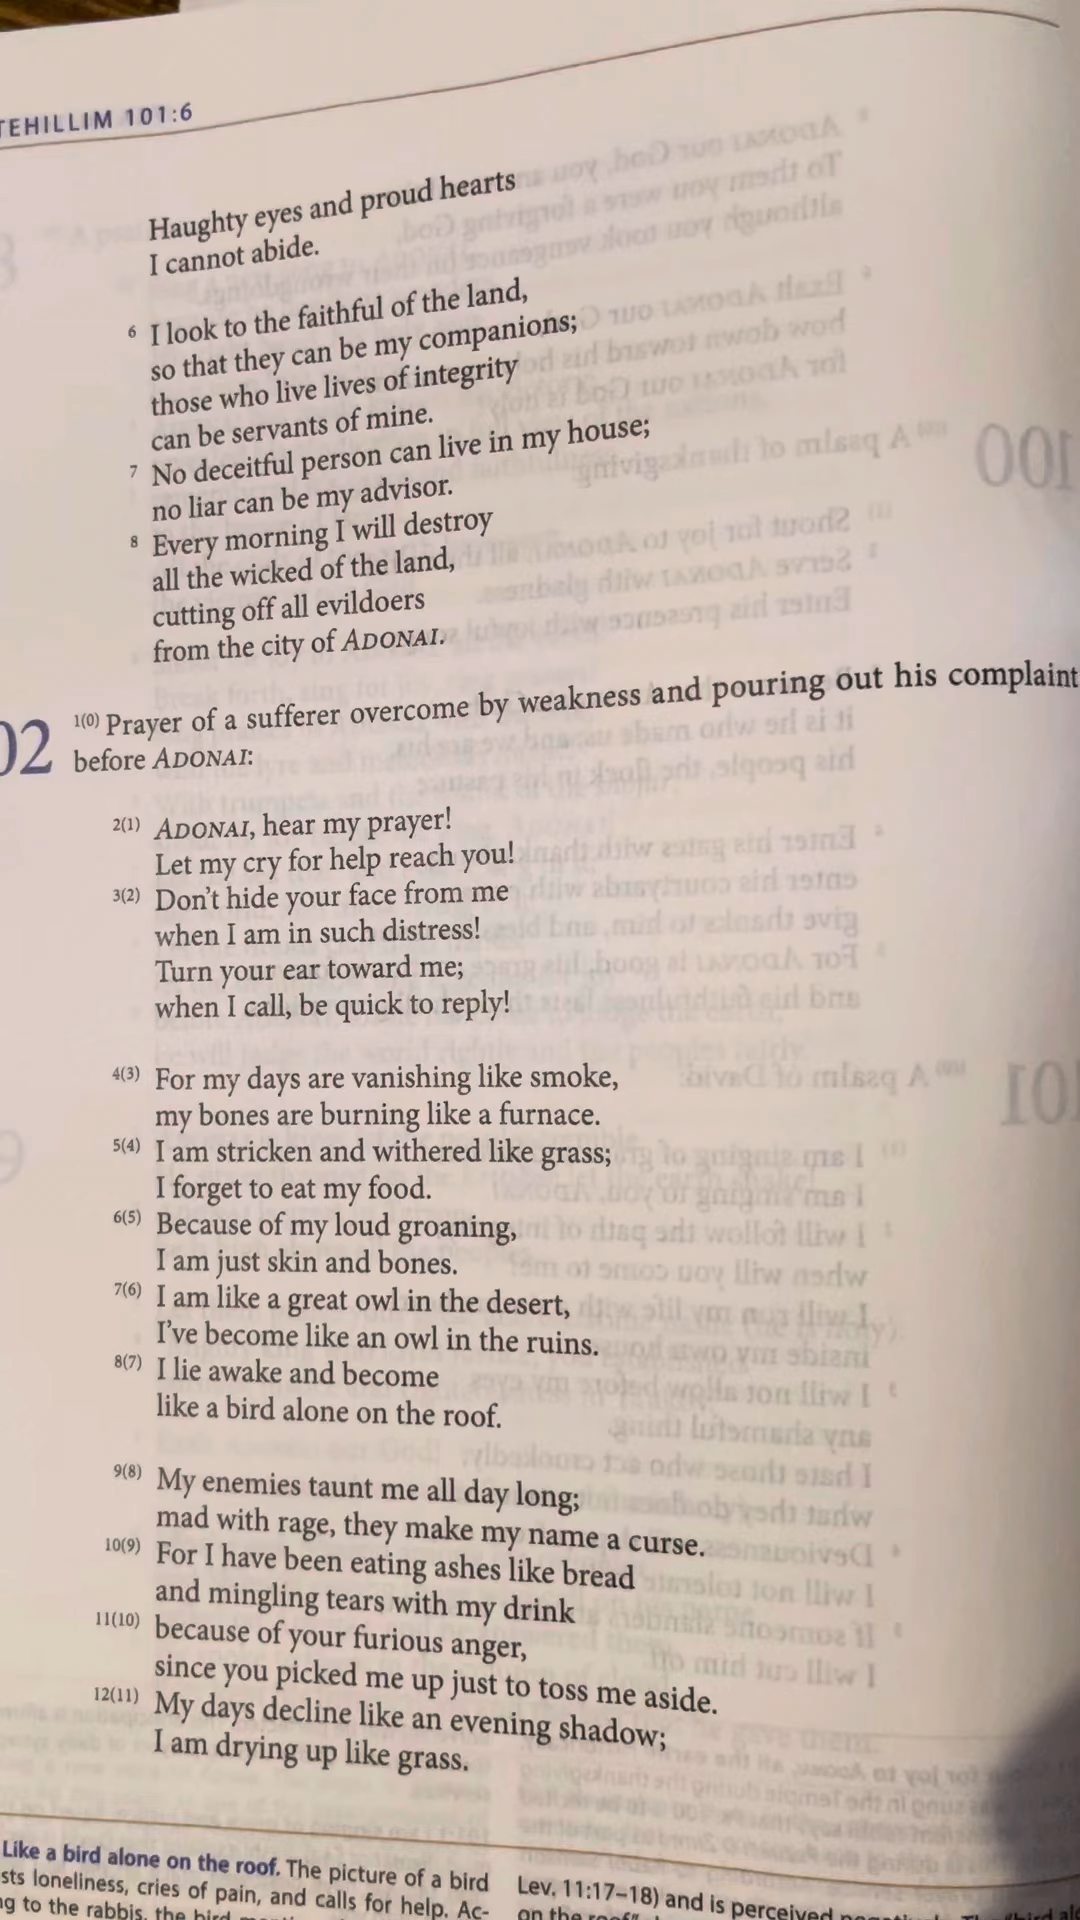 TEHILLIM 101:6
Haughty eyes and proud hearts
I cannot abide.
6 I look to the faithful of the land,
so that they can be my companions;
those who live lives of integrity
can be servants of mine.
7 No deceitful person can live in my house;
no liar can be my advisor.
8 Every morning I will destroy
all the wicked of the land,
cutting off all evildoers
from the city of ADONAI.
02 1(0) Prayer of a sufferer overcome by weakness and pouring out his complaint
before ADONAI:
2(1) ADONAI, hear my prayer!
Let my cry for help reach you!
3(2) Don't hide your face from me
when I am in such distress!
Turn your ear toward me;
when I call, be quick to reply!
4(3) For my days are vanishing like smoke,
my bones are burning like a furnace.
5(4) I am stricken and withered like grass;
I forget to eat my food.
6(5) Because of my loud groaning,
I am just skin and bones.
7(6) I am like a great owl in the desert,
I've become like an owl in the ruins.
8(7) I lie awake and become
like a bird alone on the roof.
9(8) My enemies taunt me all day long;
mad with rage, they make my name a curse.
10(9) For I have been eating ashes like bread
and mingling tears with my drink
11(10) because of your furious anger,
since you picked me up just to toss me aside.
12(11) My days decline like an evening shadow;
I am drying up like grass.
Like a bird alone on the roof. The picture of a bird
sts loneliness, cries of pain, and calls for help. Ac-
ng to the rabbis, the bird
Lev. 11:17–18) and is perceived
on the roof"